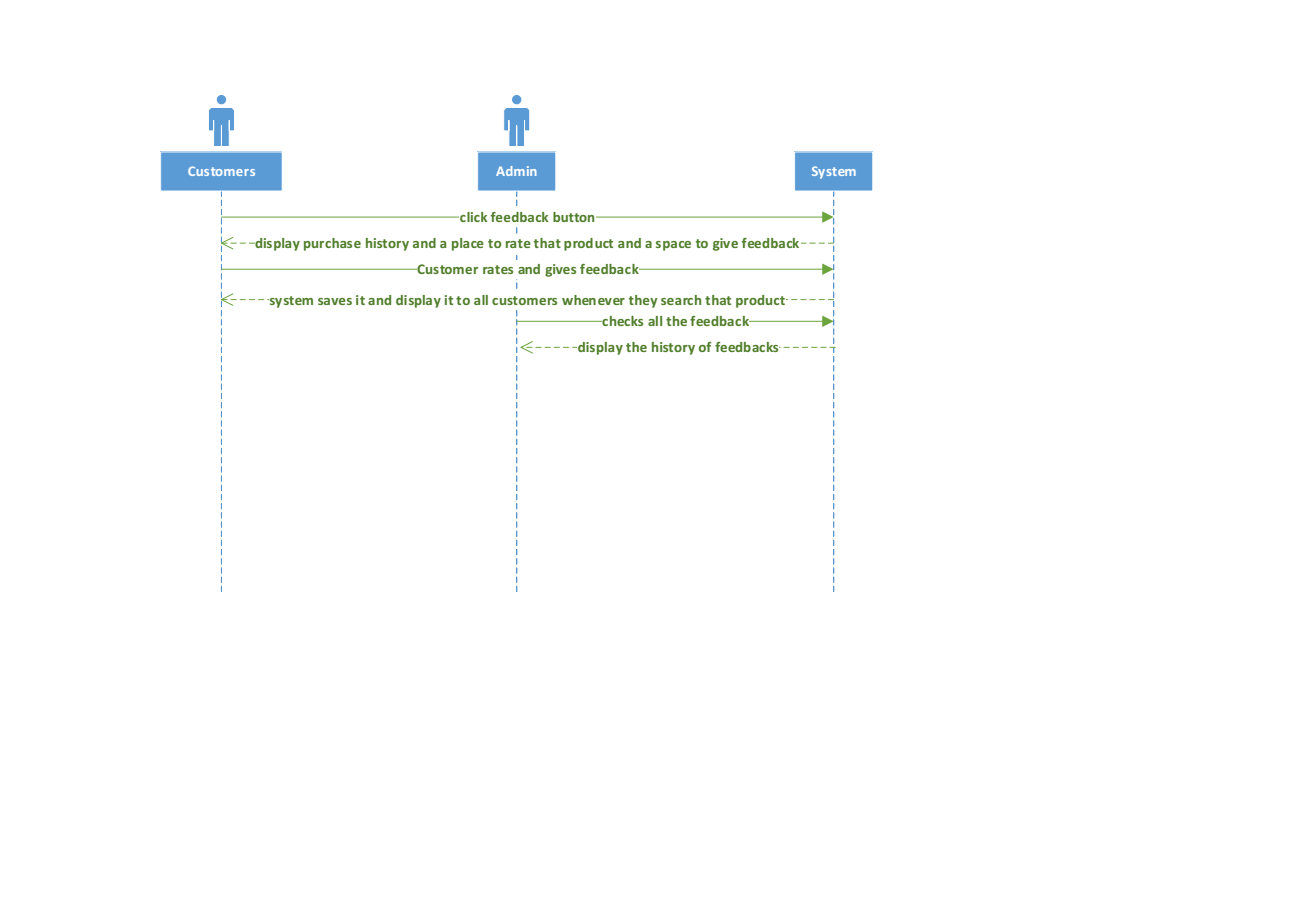 Customers
Admin
System
click feedback button
display purchase history and a place to rate that product and a space to give feedback
Customer rates and gives feedback
system saves it and display it to all customers whenever they search that product
checks all the feedback
display the history of feedbacks